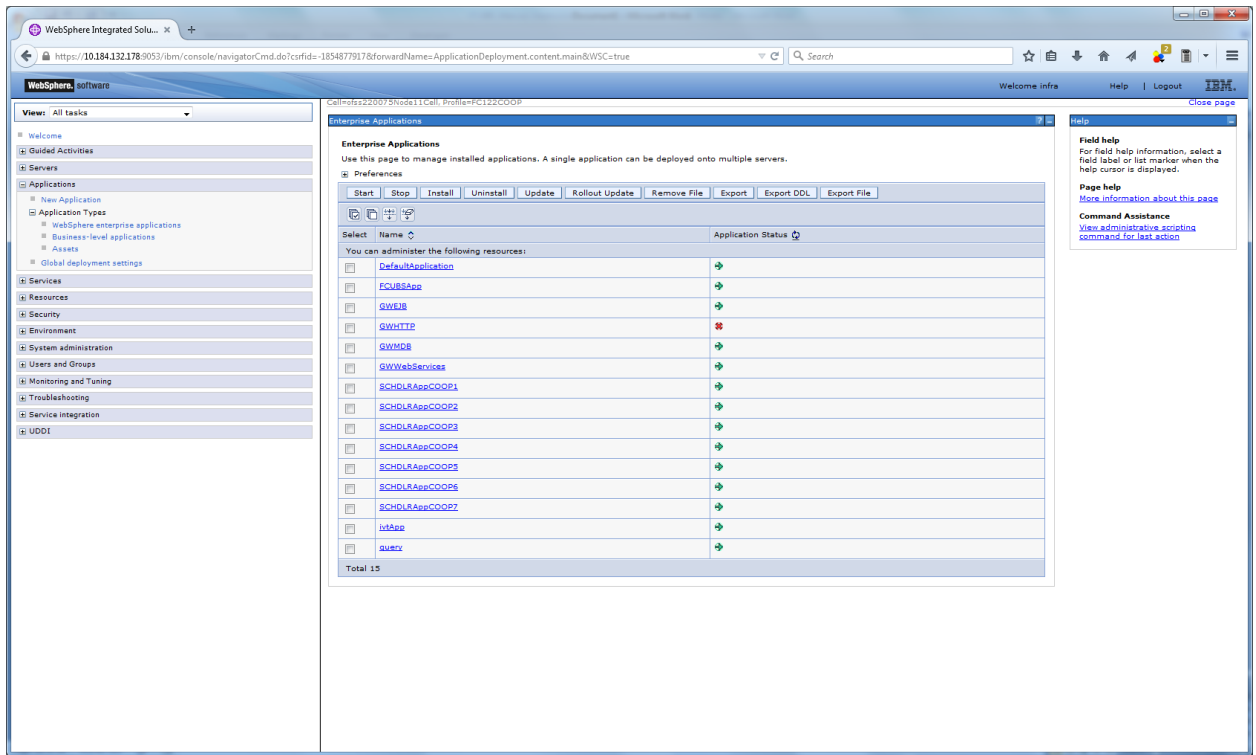 WebSphere Integrated Solu... × +
https://10.184.132.178:9053/ibm/console/navigatorCmd.do?csrfid=-1854877917&forwardName=ApplicationDeployment.content.main&WSC=true
Search
2
WebSphere. software
Welcome infra
Help | Logout
IBM.
View: All tasks
Welcome
Guided Activities
Servers
Applications
New Application
Application Types
WebSphere enterprise applications
Business-level applications
Assets
Global deployment settings
Services
Resources
Security
Environment
System administration
Users and Groups
Monitoring and Tuning
Troubleshooting
Service integration
UDDI
Cell=ofss220075Node11Cell, Profile=FC122COOP
Close page
Enterprise Applications
?
Enterprise Applications
Use this page to manage installed applications. A single application can be deployed onto multiple servers.
Preferences
Start Stop Install Uninstall Update Rollout Update Remove File Export Export DDL Export File
Select Name Application Status
You can administer the following resources:
DefaultApplication
FCUBSApp
GWEJB
GWHTTP
GWMDB
GWWebServices
SCHDLRAppCOOP1
SCHDLRAppCOOP2
SCHDLRAppCOOP3
SCHDLRAppCOOP4
SCHDLRAppCOOP5
SCHDLRAppCOOP6
SCHDLRAppCOOP7
ivtApp
query
Total 15
Help
Field help
For field help information, select a
field label or list marker when the
help cursor is displayed.
Page help
More information about this page
Command Assistance
View administrative scripting
command for last action